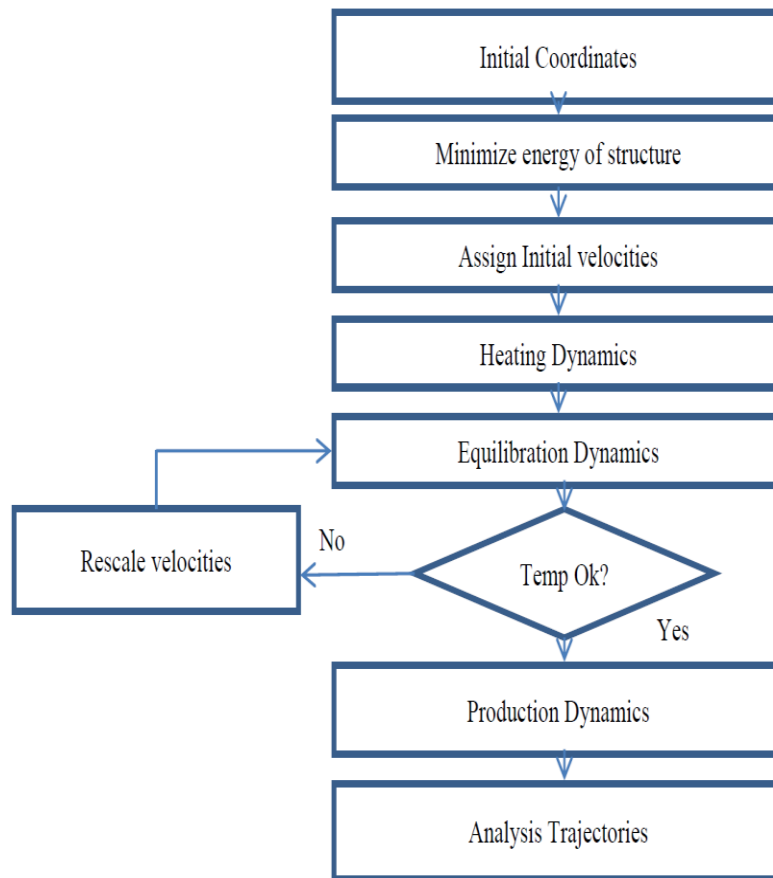 Initial Coordinates
Minimize energy of structure
Assign Initial velocities
Heating Dynamics
Equilibration Dynamics
No
Rescale velocities
Temp Ok?
Yes
Production Dynamics
Analysis Trajectories